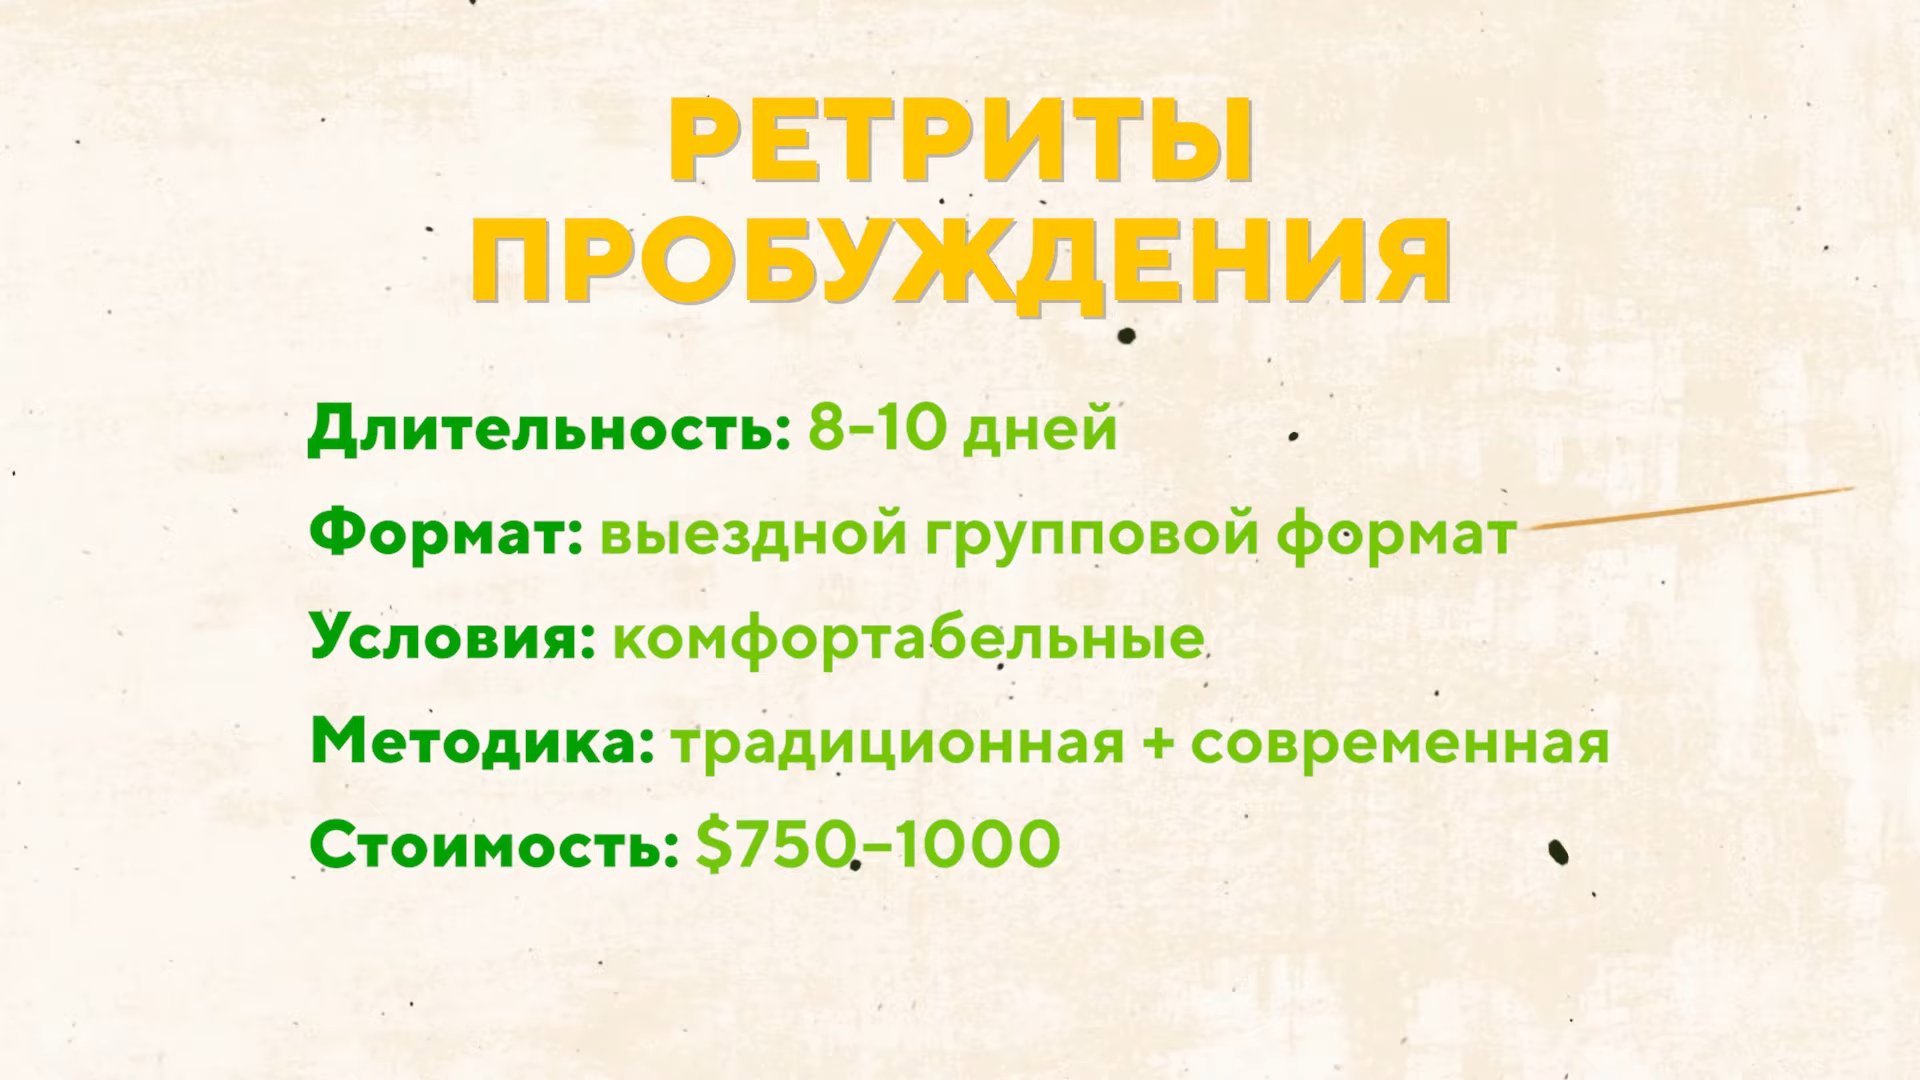 РЕТРИТЫ
ПРОБУЖДЕНИЯ
Длительность: 8-10 дней
Формат: выездной групповой формат
Условия: комфортабельные
Методика: традиционная + современная
Стоимость: $750-1000